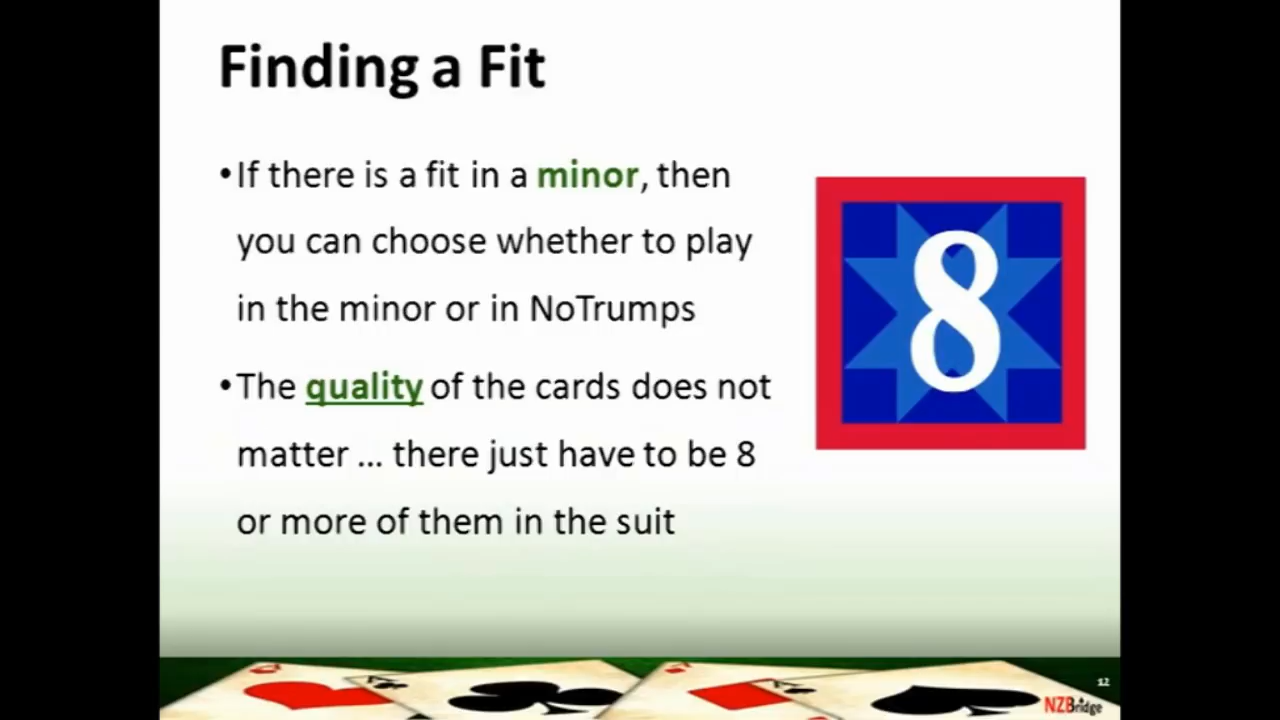 Finding a Fit
•If there is a fit in a minor, then
you can choose whether to play
in the minor or in NoTrumps
•The quality of the cards does not
matter ... there just have to be 8
or more of them in the suit
8
12
NZBridge